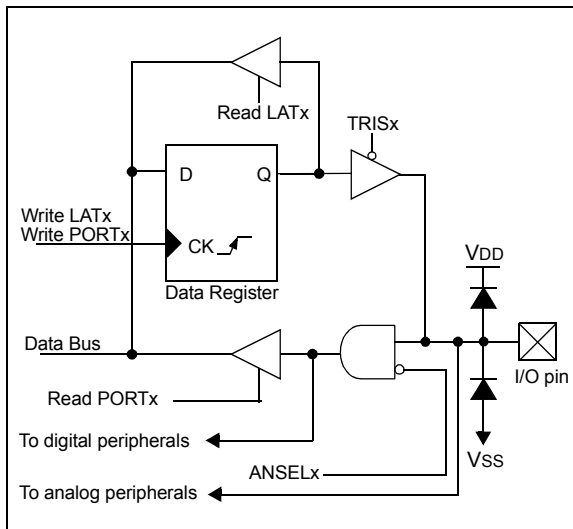 Read LATx
TRISx
D Q
Write LATx
Write PORTx
CK
Data Register
VDD
Data Bus
I/O pin
Read PORTx
To digital peripherals
VSS
ANSELx
To analog peripherals